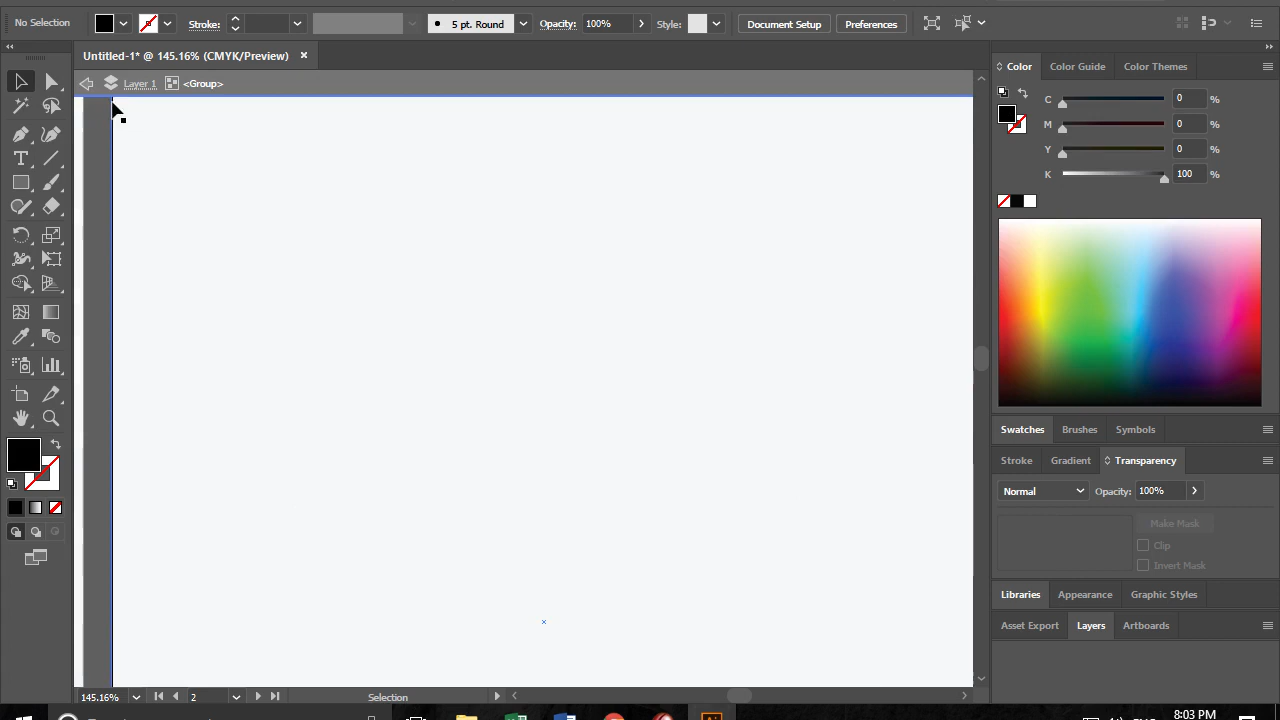 No Selection
Stroke:
5 pt. Round
Opacity: 100%
Style:
Document Setup
Preferences
Untitled-1* @ 145.16% (CMYK/Preview) ×
Layer 1
<Group>
Color
Color Guide
Color Themes
C 0 %
M 0 %
Y 0 %
K 100 %
Swatches
Brushes
Symbols
Stroke
Gradient
Transparency
Normal
Opacity: 100%
Make Mask
Clip
Invert Mask
Libraries
Appearance
Graphic Styles
Asset Export
Layers
Artboards
145.16%
2
Selection
8:03 PM